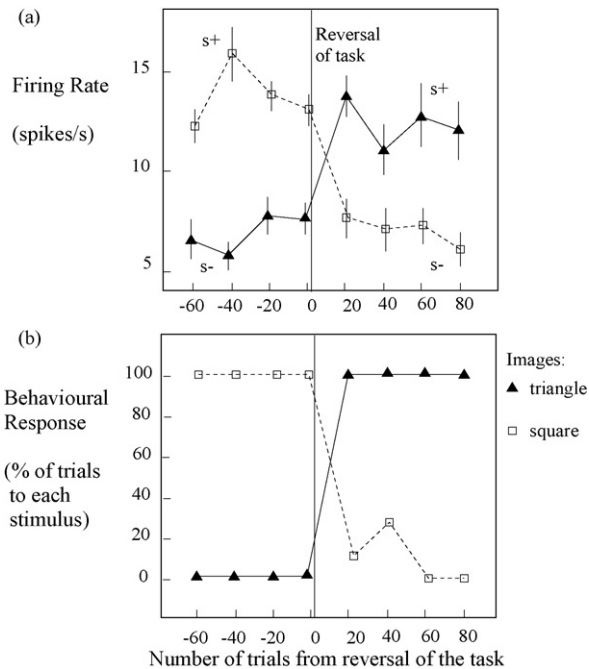 (a)
s+
Reversal
of task
Firing Rate
(spikes/s)
15
10
5
s+
s-
s-
-60 -40 -20 0 20 40 60 80
(b)
Behavioural
Response
(% of trials
to each
stimulus)
100
80
60
40
20
0
Images:
triangle
square
-60 -40 -20 0 20 40 60 80
Number of trials from reversal of the task